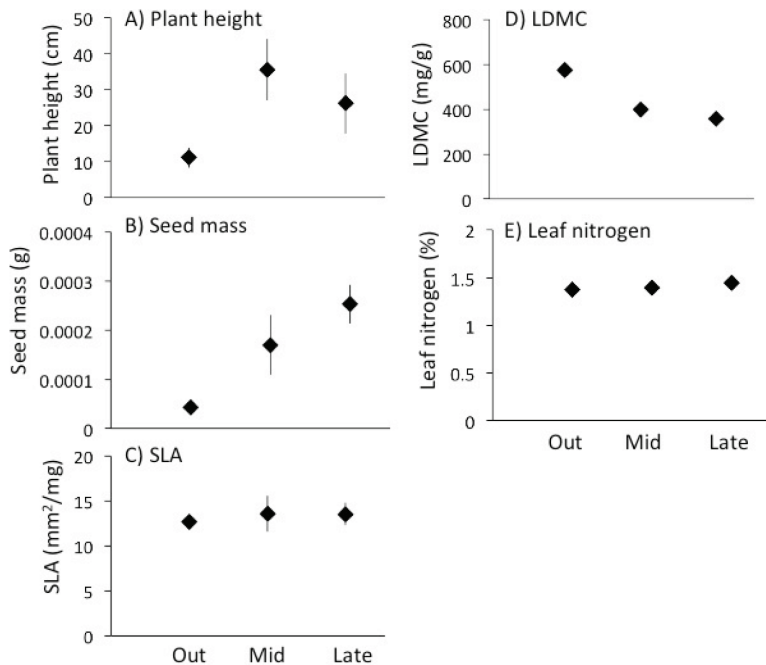 A) Plant height
Plant height (cm)
50
40
30
20
10
0
B) Seed mass
Seed mass (g)
0.0004
0.0003
0.0002
0.0001
0
C) SLA
SLA (mm²/mg)
20
15
10
5
0
Out Mid Late
D) LDMC
LDMC (mg/g)
800
600
400
200
0
E) Leaf nitrogen
Leaf nitrogen (%)
2
1.5
1
0.5
0
Out Mid Late